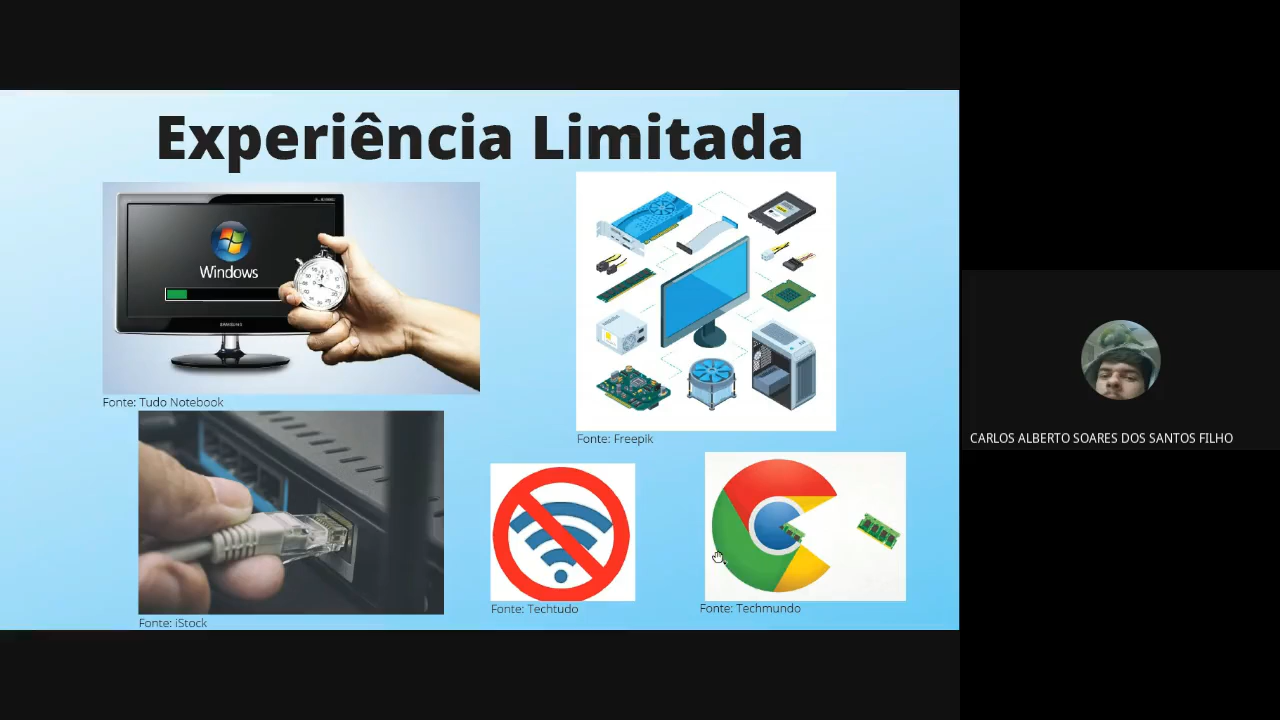 Experiência Limitada
Windows
SAMSUNG
Fonte: Tudo Notebook
Fonte: Freepik
Fonte: iStock
Fonte: Techtudo
Fonte: Techmundo
CARLOS ALBERTO SOARES DOS SANTOS FILHO